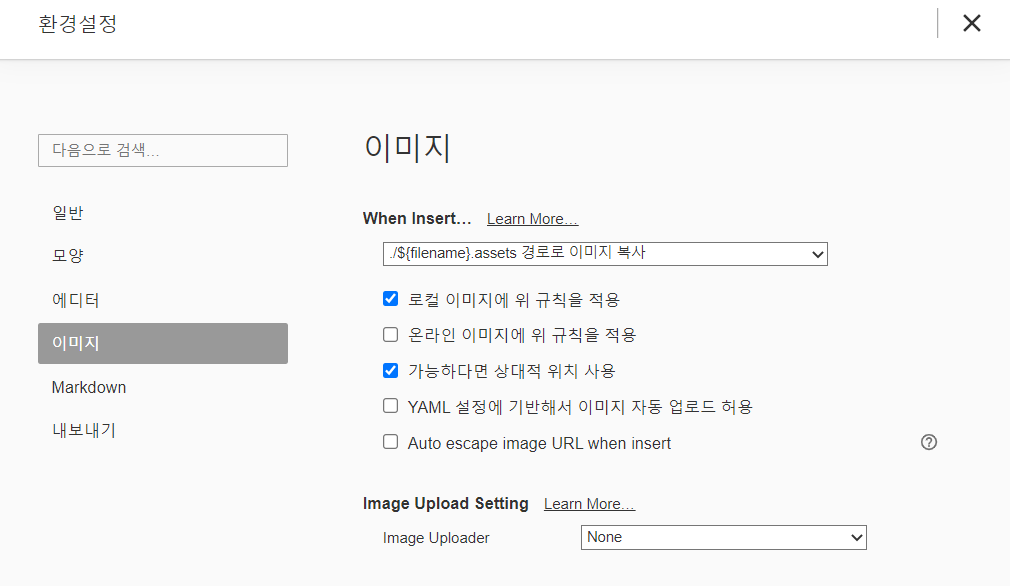 환경설정
다음으로 검색...
일반
모양
에디터
이미지
Markdown
내보내기
이미지
When Insert... Learn More...
./${filename}.assets 경로로 이미지 복사
로컬 이미지에 위 규칙을 적용
온라인 이미지에 위 규칙을 적용
가능하다면 상대적 위치 사용
YAML 설정에 기반해서 이미지 자동 업로드 허용
Auto escape image URL when insert ?
Image Upload Setting Learn More...
Image Uploader None